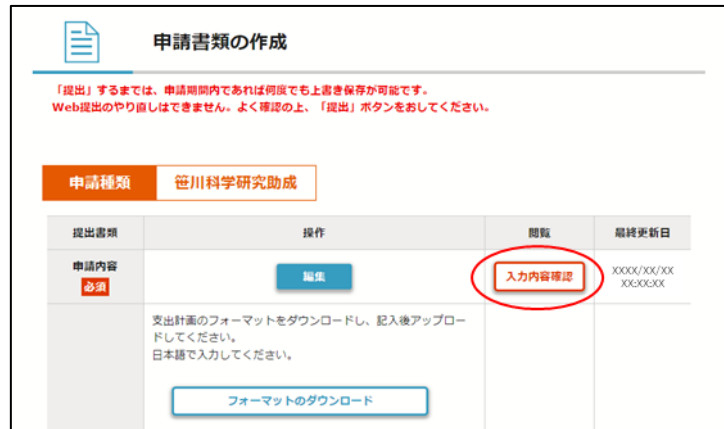 申請書類の作成
「提出」するまでは、申請期間内であれば何度でも上書き保存が可能です。
Web提出のやり直しはできません。よく確認の上、「提出」ボタンをおしてください。
申請種類
笹川科学研究助成
提出書類
操作
閲覧
最終更新日
申請内容
必須
編集
入力内容確認
XXXX/XX/XX
XX:XX:XX
支出計画のフォーマットをダウンロードし、記入後アップロー
ドしてください。
日本語で入力してください。
フォーマットのダウンロード